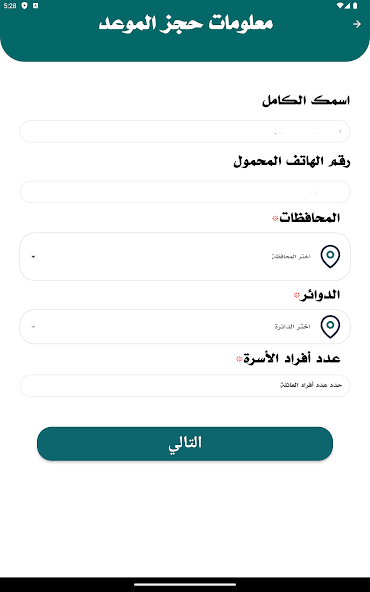 5:28
معلومات حجز الموعد
اسمك الكامل
رقم الهاتف المحمول
المحافظات*
اختر المحافظة
الدوائر*
اختر الدائرة
عدد أفراد الأسرة*
حدد عدد أفراد العائلة
التالي